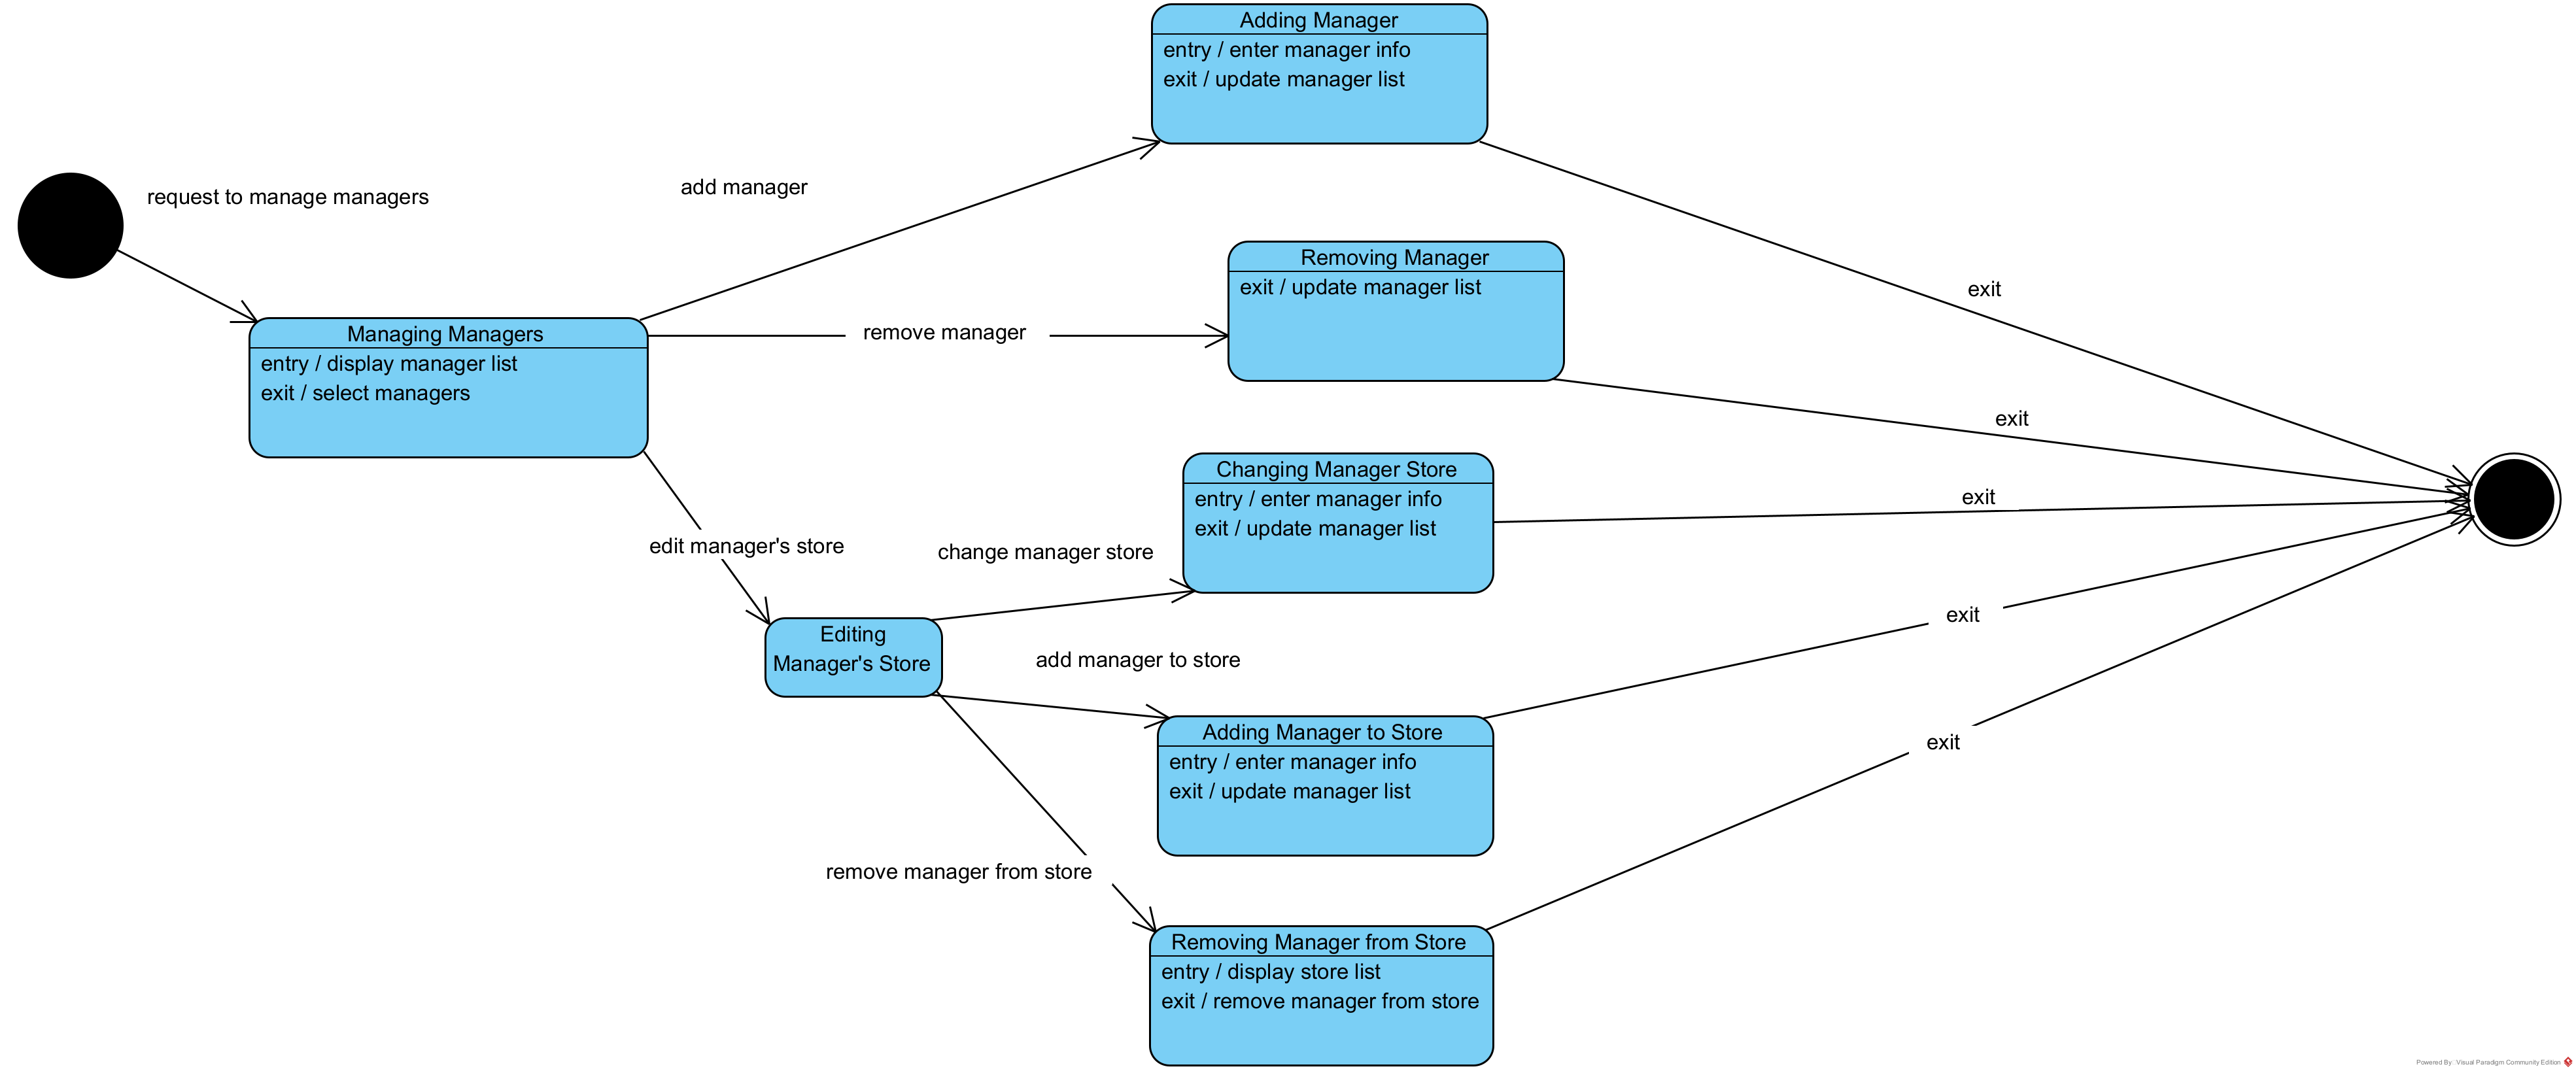 Adding Manager
entry / enter manager info
exit / update manager list
request to manage managers
add manager
Removing Manager
exit / update manager list
exit
Managing Managers
entry / display manager list
exit / select managers
remove manager
exit
Changing Manager Store
entry / enter manager info
exit / update manager list
exit
edit manager's store
change manager store
Editing
Manager's Store
add manager to store
exit
Adding Manager to Store
entry / enter manager info
exit / update manager list
exit
remove manager from store
Removing Manager from Store
entry / display store list
exit / remove manager from store
Powered By: Visual Paradigm Community Edition